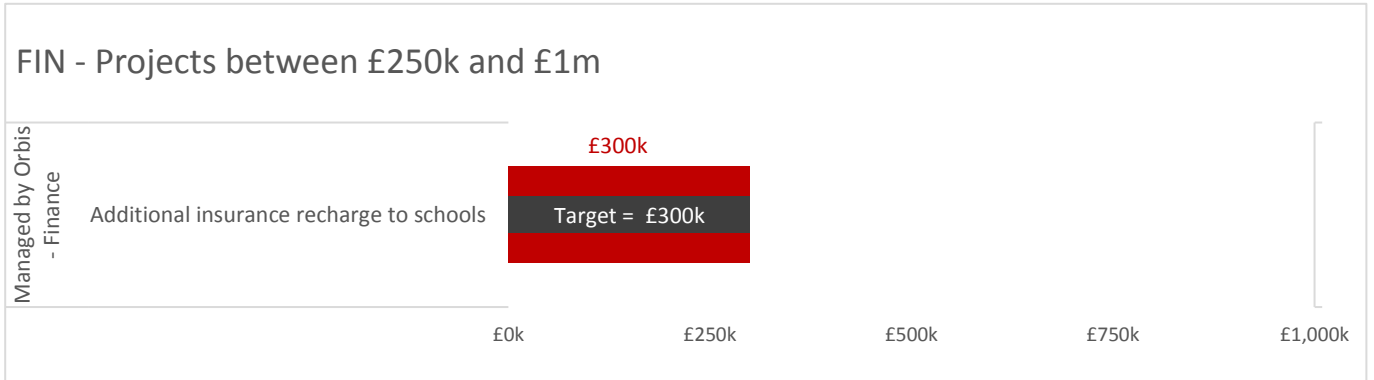 FIN - Projects between £250k and £1m
Managed by Orbis
- Finance
Additional insurance recharge to schools
£300k
Target =  £300k
£0k
£250k
£500k
£750k
£1,000k